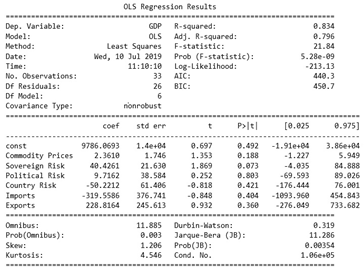 OLS Regression Results
Dep. Variable: GDP R-squared: 0.834
Model: OLS Adj. R-squared: 0.796
Method: Least Squares F-statistic: 21.84
Date: Wed, 10 Jul 2019 Prob (F-statistic): 5.28e-09
Time: 11:10:10 Log-Likelihood: -213.13
No. Observations: 33 AIC: 440.3
Df Residuals: 26 BIC: 450.7
Df Model: 6
Covariance Type: nonrobust
coef std err t P>|t| [0.025 0.975]
const 9786.0693 1.4e+04 0.697 0.492 -1.91e+04 3.86e+04
Commodity Prices 2.3610 1.746 1.353 0.188 -1.227 5.949
Sovereign Risk 40.4261 21.630 1.869 0.073 -4.035 84.888
Political Risk 9.7162 38.584 0.252 0.803 -69.593 89.026
Country Risk -50.2212 61.406 -0.818 0.421 -176.444 76.001
Imports -319.5586 376.741 -0.848 0.404 -1093.960 454.843
Exports 228.8164 245.613 0.932 0.360 -276.049 733.682
Omnibus: 11.885 Durbin-Watson: 0.319
Prob(Omnibus): 0.003 Jarque-Bera (JB): 11.286
Skew: 1.206 Prob(JB): 0.00354
Kurtosis: 4.546 Cond. No. 1.06e+05